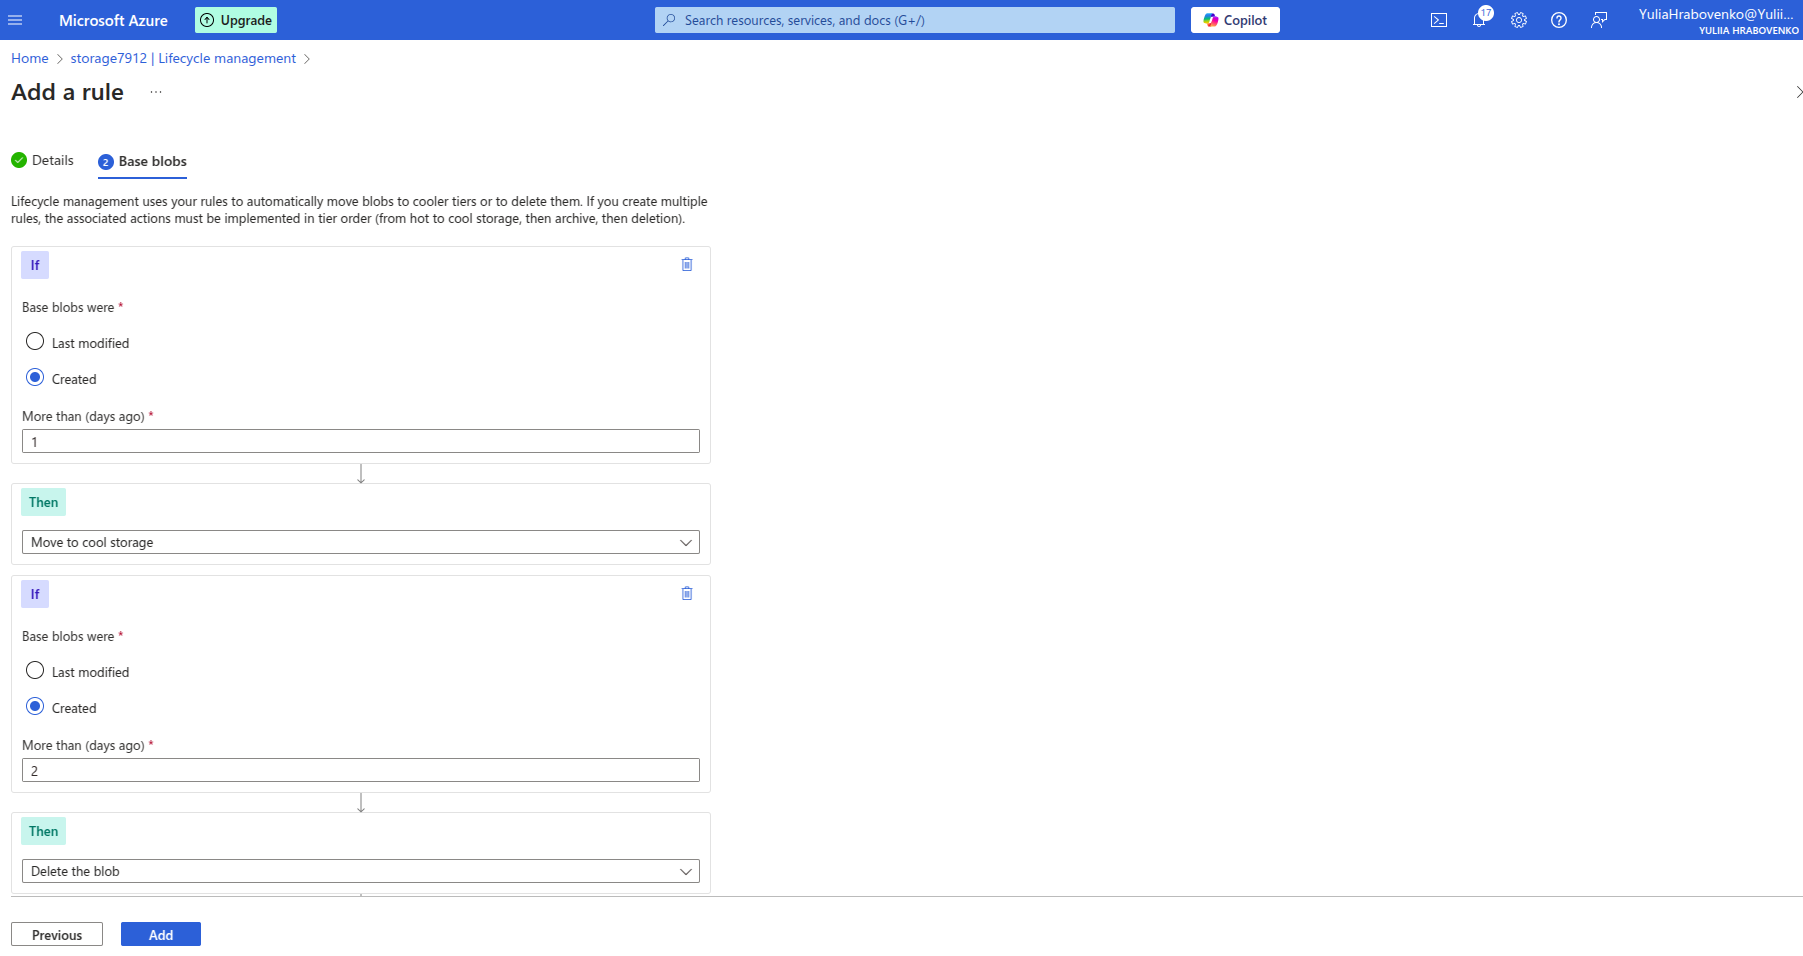 Microsoft Azure
Upgrade
Search resources, services, and docs (G+/)
Copilot
17
YuliaHrabovenko@Yulii...
YULIIA HRABOVENKO
Home
storage7912 | Lifecycle management
Add a rule
...
Details
2 Base blobs
Lifecycle management uses your rules to automatically move blobs to cooler tiers or to delete them. If you create multiple
rules, the associated actions must be implemented in tier order (from hot to cool storage, then archive, then deletion).
If
Base blobs were *
Last modified
Created
More than (days ago) *
1
Then
Move to cool storage
If
Base blobs were *
Last modified
Created
More than (days ago) *
2
Then
Delete the blob
Previous
Add